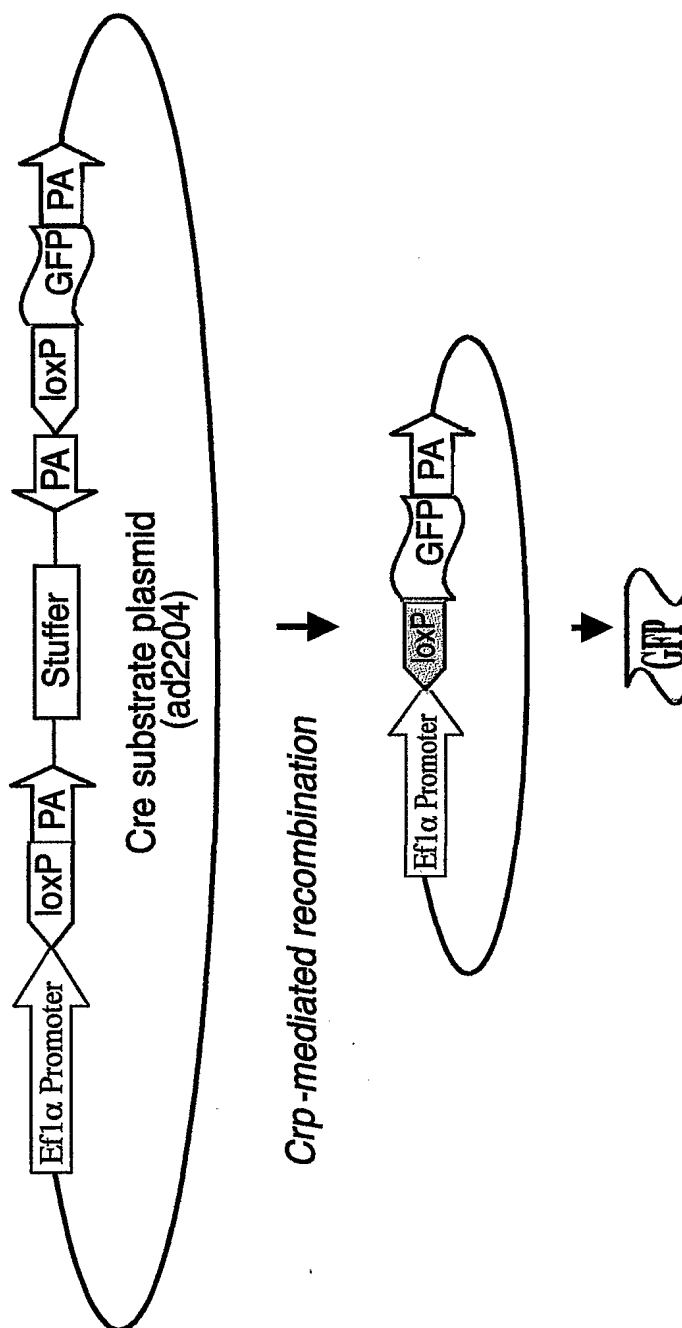 Ef1α Promoter
loxP
PA
Stuffer
PA
loxP
GFP
PA
Cre substrate plasmid
(ad2204)
Crp-mediated recombination
Ef1α Promoter
loxP
GFP
PA
GFP